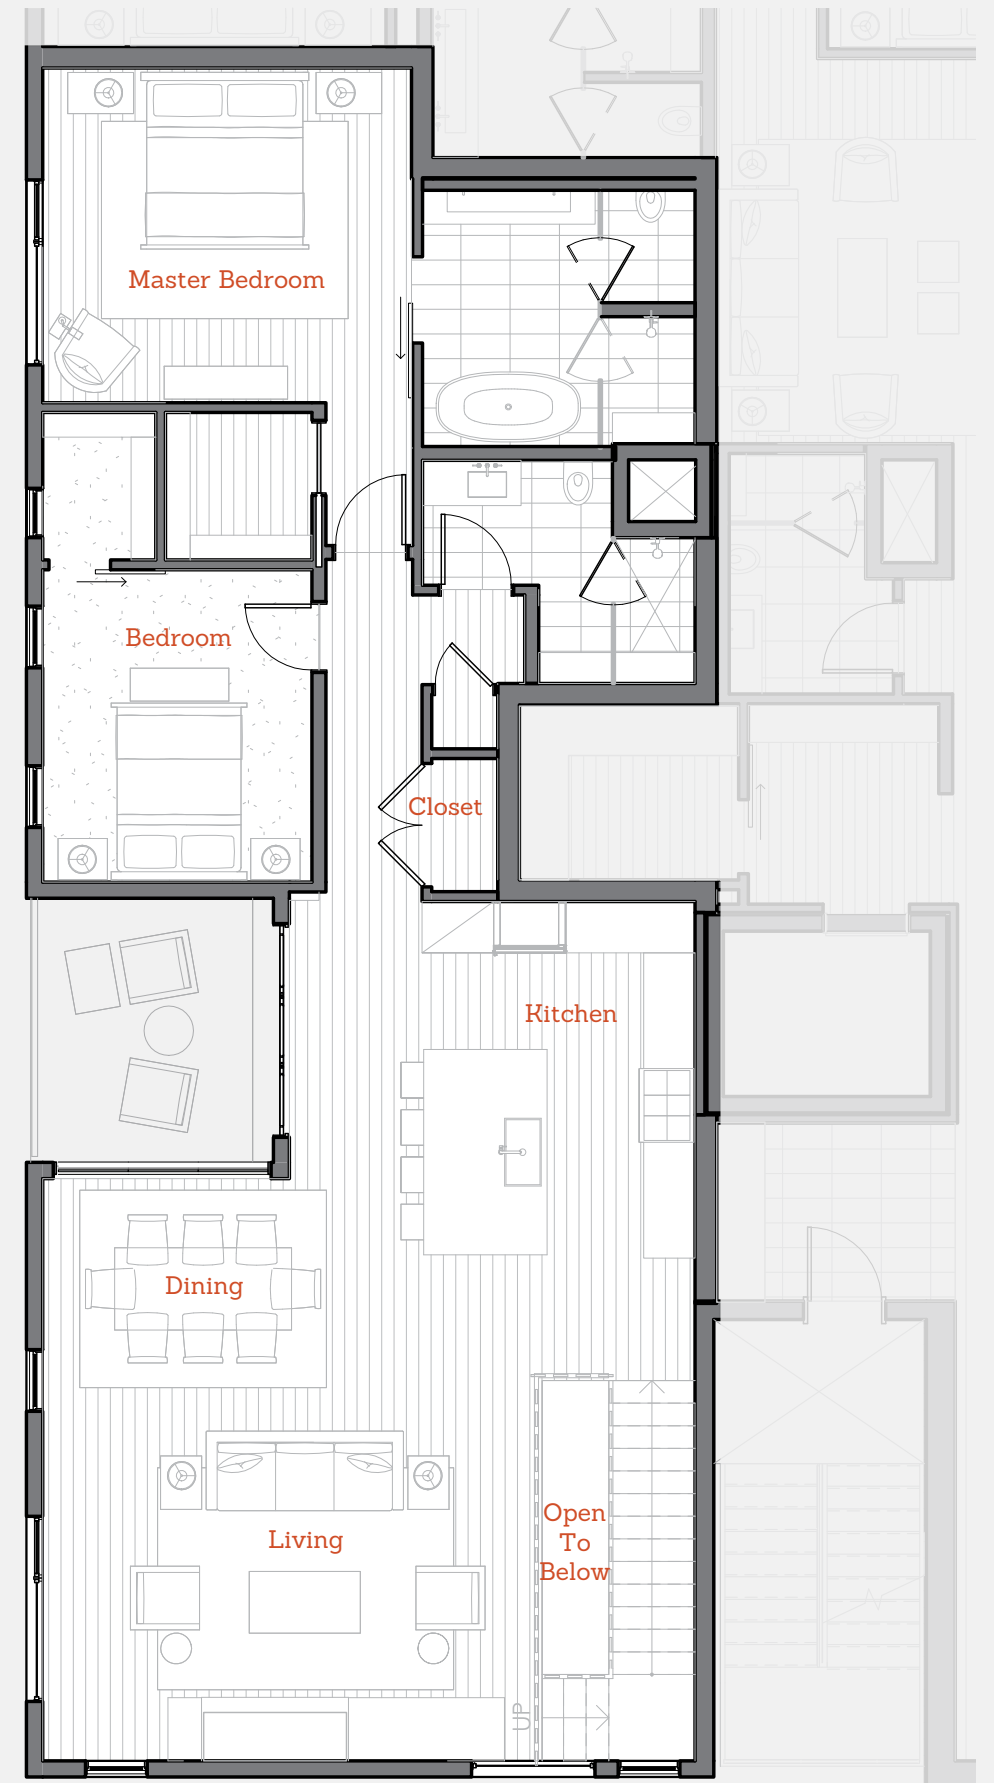 Master Bedroom
Bedroom
Closet
Kitchen
Dining
Living
Open
To
Below
UP